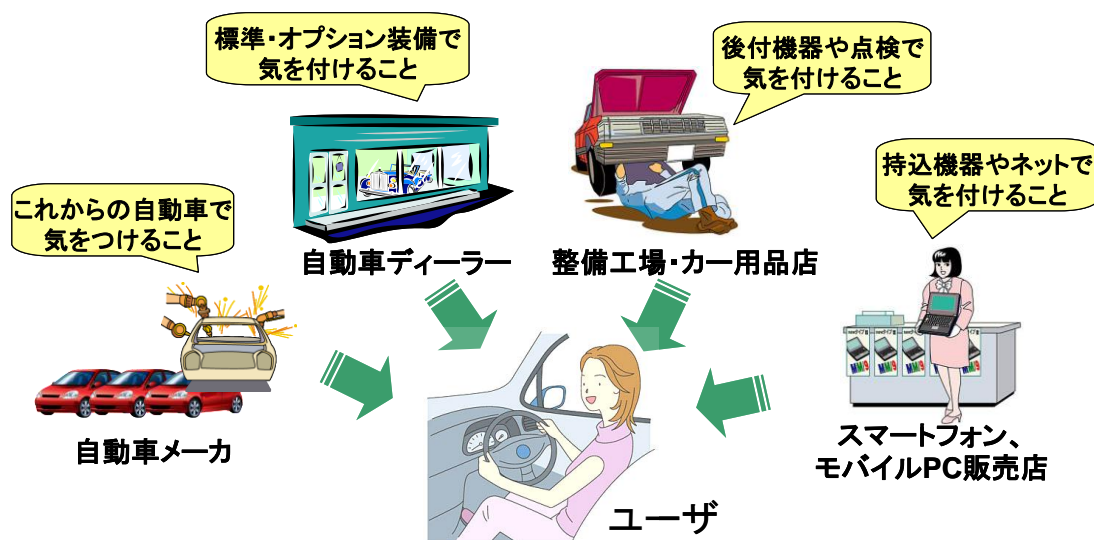 標準・オプション装備で
気を付けること
後付機器や点検で
気を付けること
持込機器やネットで
気を付けること
これからの自動車で
気をつけること
自動車ディーラー
整備工場・カー用品店
自動車メーカ
スマートフォン、
モバイルPC販売店
ユーザ